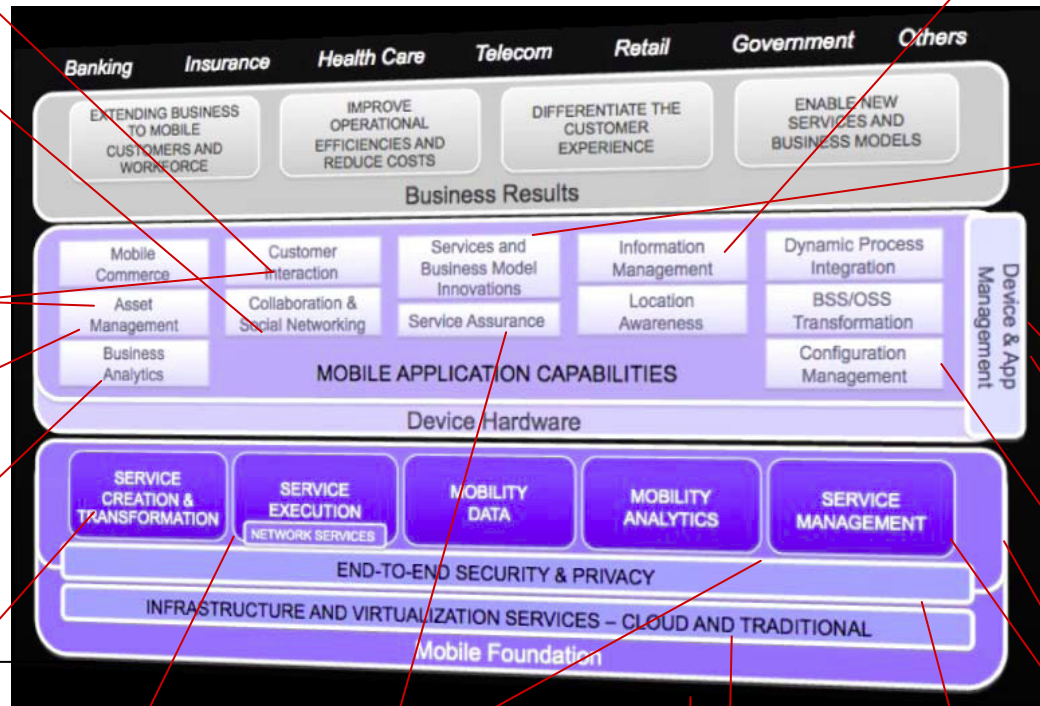 Banking Insurance Health Care Telecom Retail Government Others
EXTENDING BUSINESS
TO MOBILE
CUSTOMERS AND
WORKFORCE
IMPROVE
OPERATIONAL
EFFICIENCIES AND
REDUCE COSTS
DIFFERENTIATE THE
CUSTOMER
EXPERIENCE
ENABLE NEW
SERVICES AND
BUSINESS MODELS
Business Results
Mobile
Commerce
Asset
Management
Business
Analytics
Customer
Interaction
Collaboration &
Social Networking
Services and
Business Model
Innovations
Service Assurance
Information
Management
Location
Awareness
Dynamic Process
Integration
BSS/OSS
Transformation
Configuration
Management
MOBILE APPLICATION CAPABILITIES
Device Hardware
Device & App
Management
SERVICE
CREATION &
TRANSFORMATION
SERVICE
EXECUTION
NETWORK SERVICES
MOBILITY
DATA
MOBILITY
ANALYTICS
SERVICE
MANAGEMENT
END-TO-END SECURITY & PRIVACY
INFRASTRUCTURE AND VIRTUALIZATION SERVICES – CLOUD AND TRADITIONAL
Mobile Foundation